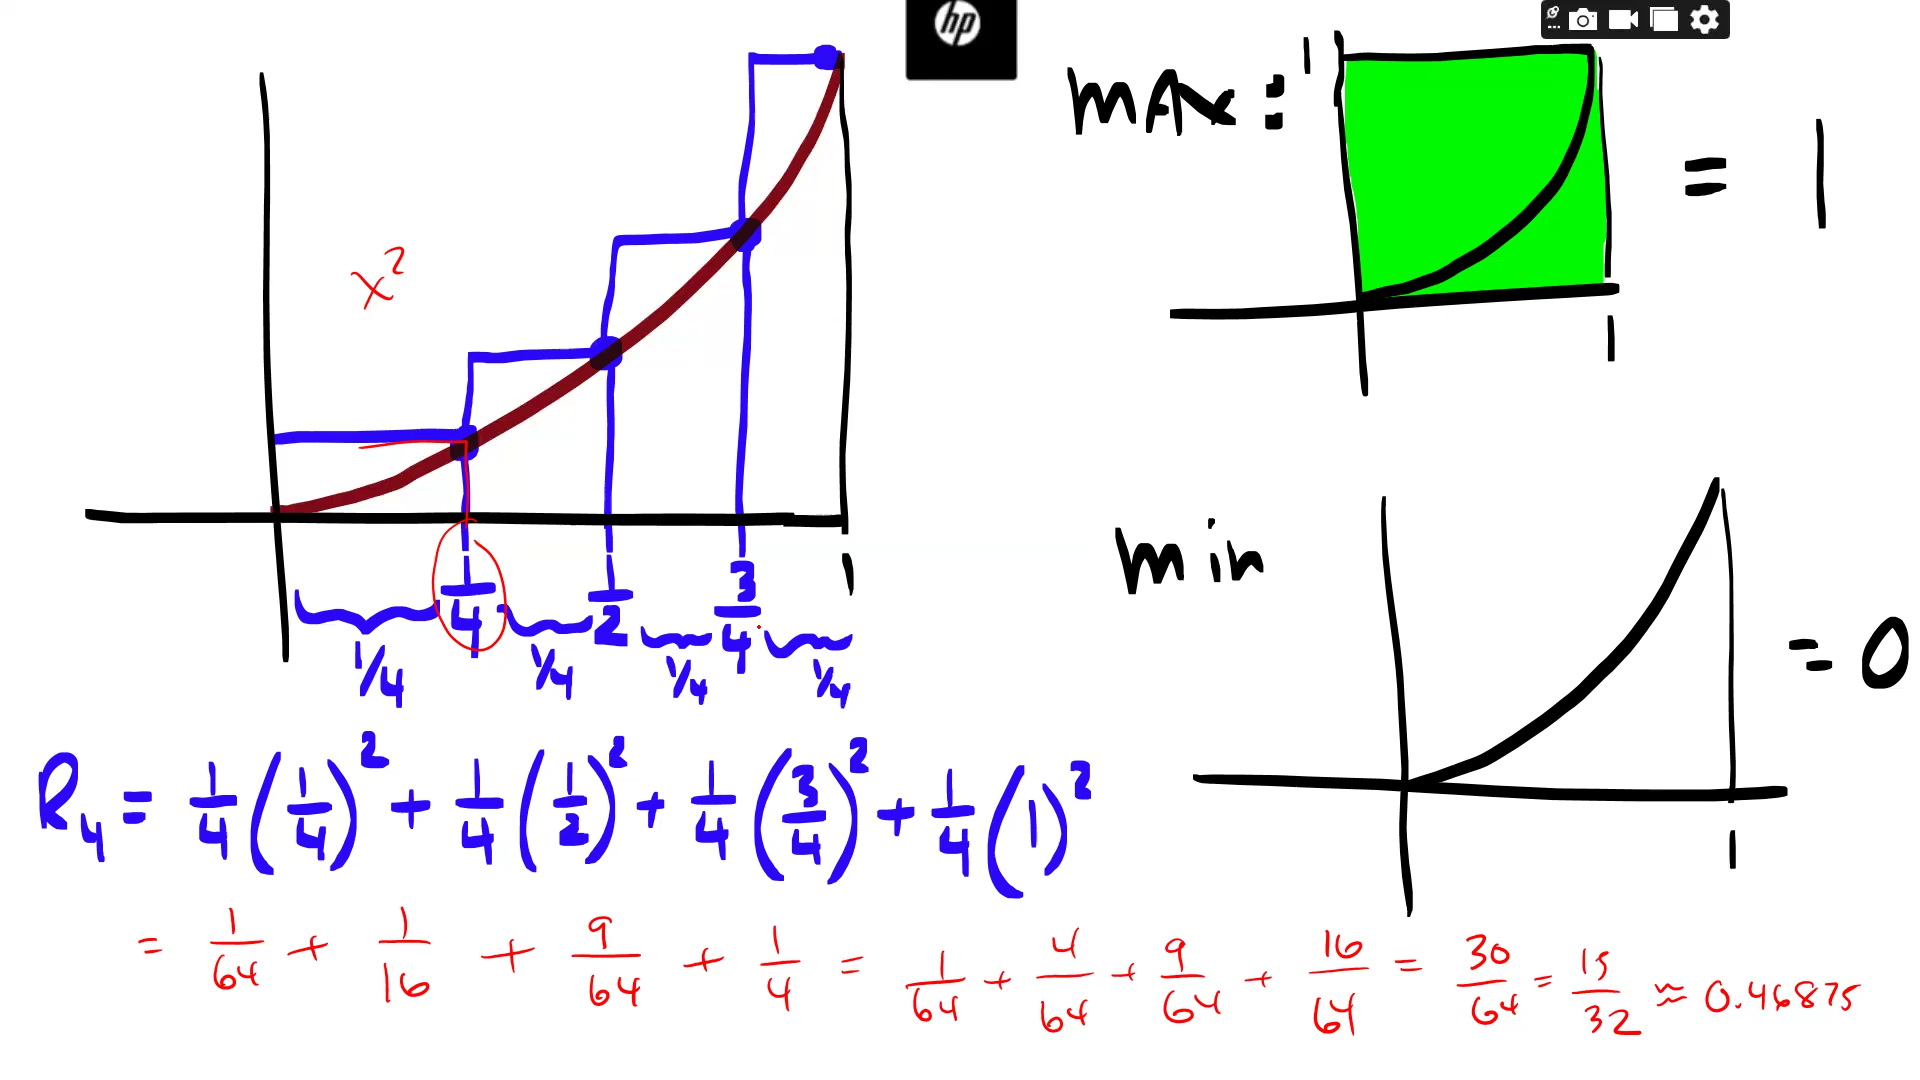 hp
max: 1
= 1
x²
1
min
= 0
1/4 1/2 3/4 1
1/4 1/4 1/4 1/4
1
R₄ = 1/4 (1/4)² + 1/4 (1/2)² + 1/4 (3/4)² + 1/4 (1)²
= 1/64 + 1/16 + 9/64 + 1/4 = 1/64 + 4/64 + 9/64 + 16/64 = 30/64 = 15/32 ≈ 0.46875